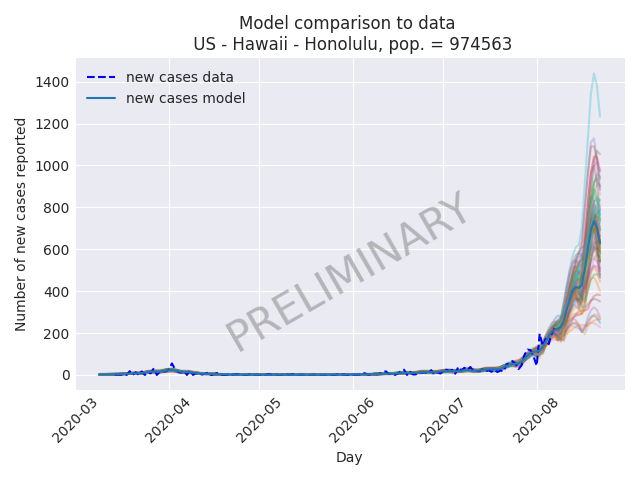 Model comparison to data
US - Hawaii - Honolulu, pop. = 974563
new cases data
new cases model
Number of new cases reported
1400
1200
1000
800
600
400
200
0
PRELIMINARY
2020-03
2020-04
2020-05
2020-06
2020-07
2020-08
Day